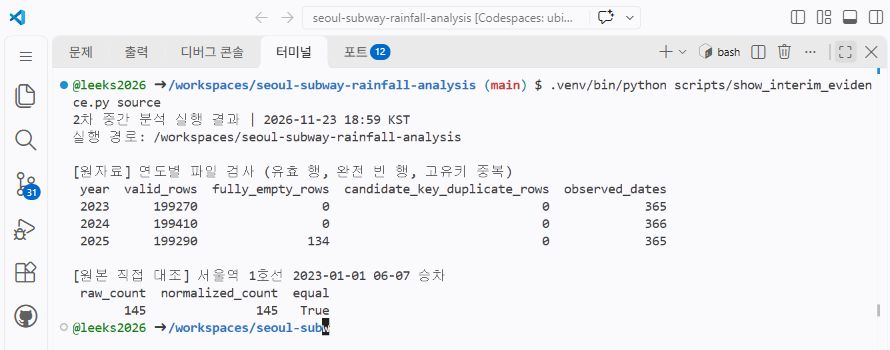 seoul-subway-rainfall-analysis [Codespaces: ubi...
문제 출력 디버그 콘솔 터미널 포트 12 bash
@leeks2026 ➜/workspaces/seoul-subway-rainfall-analysis (main) $ .venv/bin/python scripts/show_interim_eviden
ce.py source
2차 중간 분석 실행 결과 | 2026-11-23 18:59 KST
실행 경로: /workspaces/seoul-subway-rainfall-analysis
[원자료] 연도별 파일 검사 (유효 행, 완전 빈 행, 고유키 중복)
year valid_rows fully_empty_rows candidate_key_duplicate_rows observed_dates
2023 199270 0 0 365
2024 199410 0 0 366
2025 199290 134 0 365
31
[원본 직접 대조] 서울역 1호선 2023-01-01 06-07 승차
raw_count normalized_count equal
145 145 True
@leeks2026 ➜/workspaces/seoul-subw